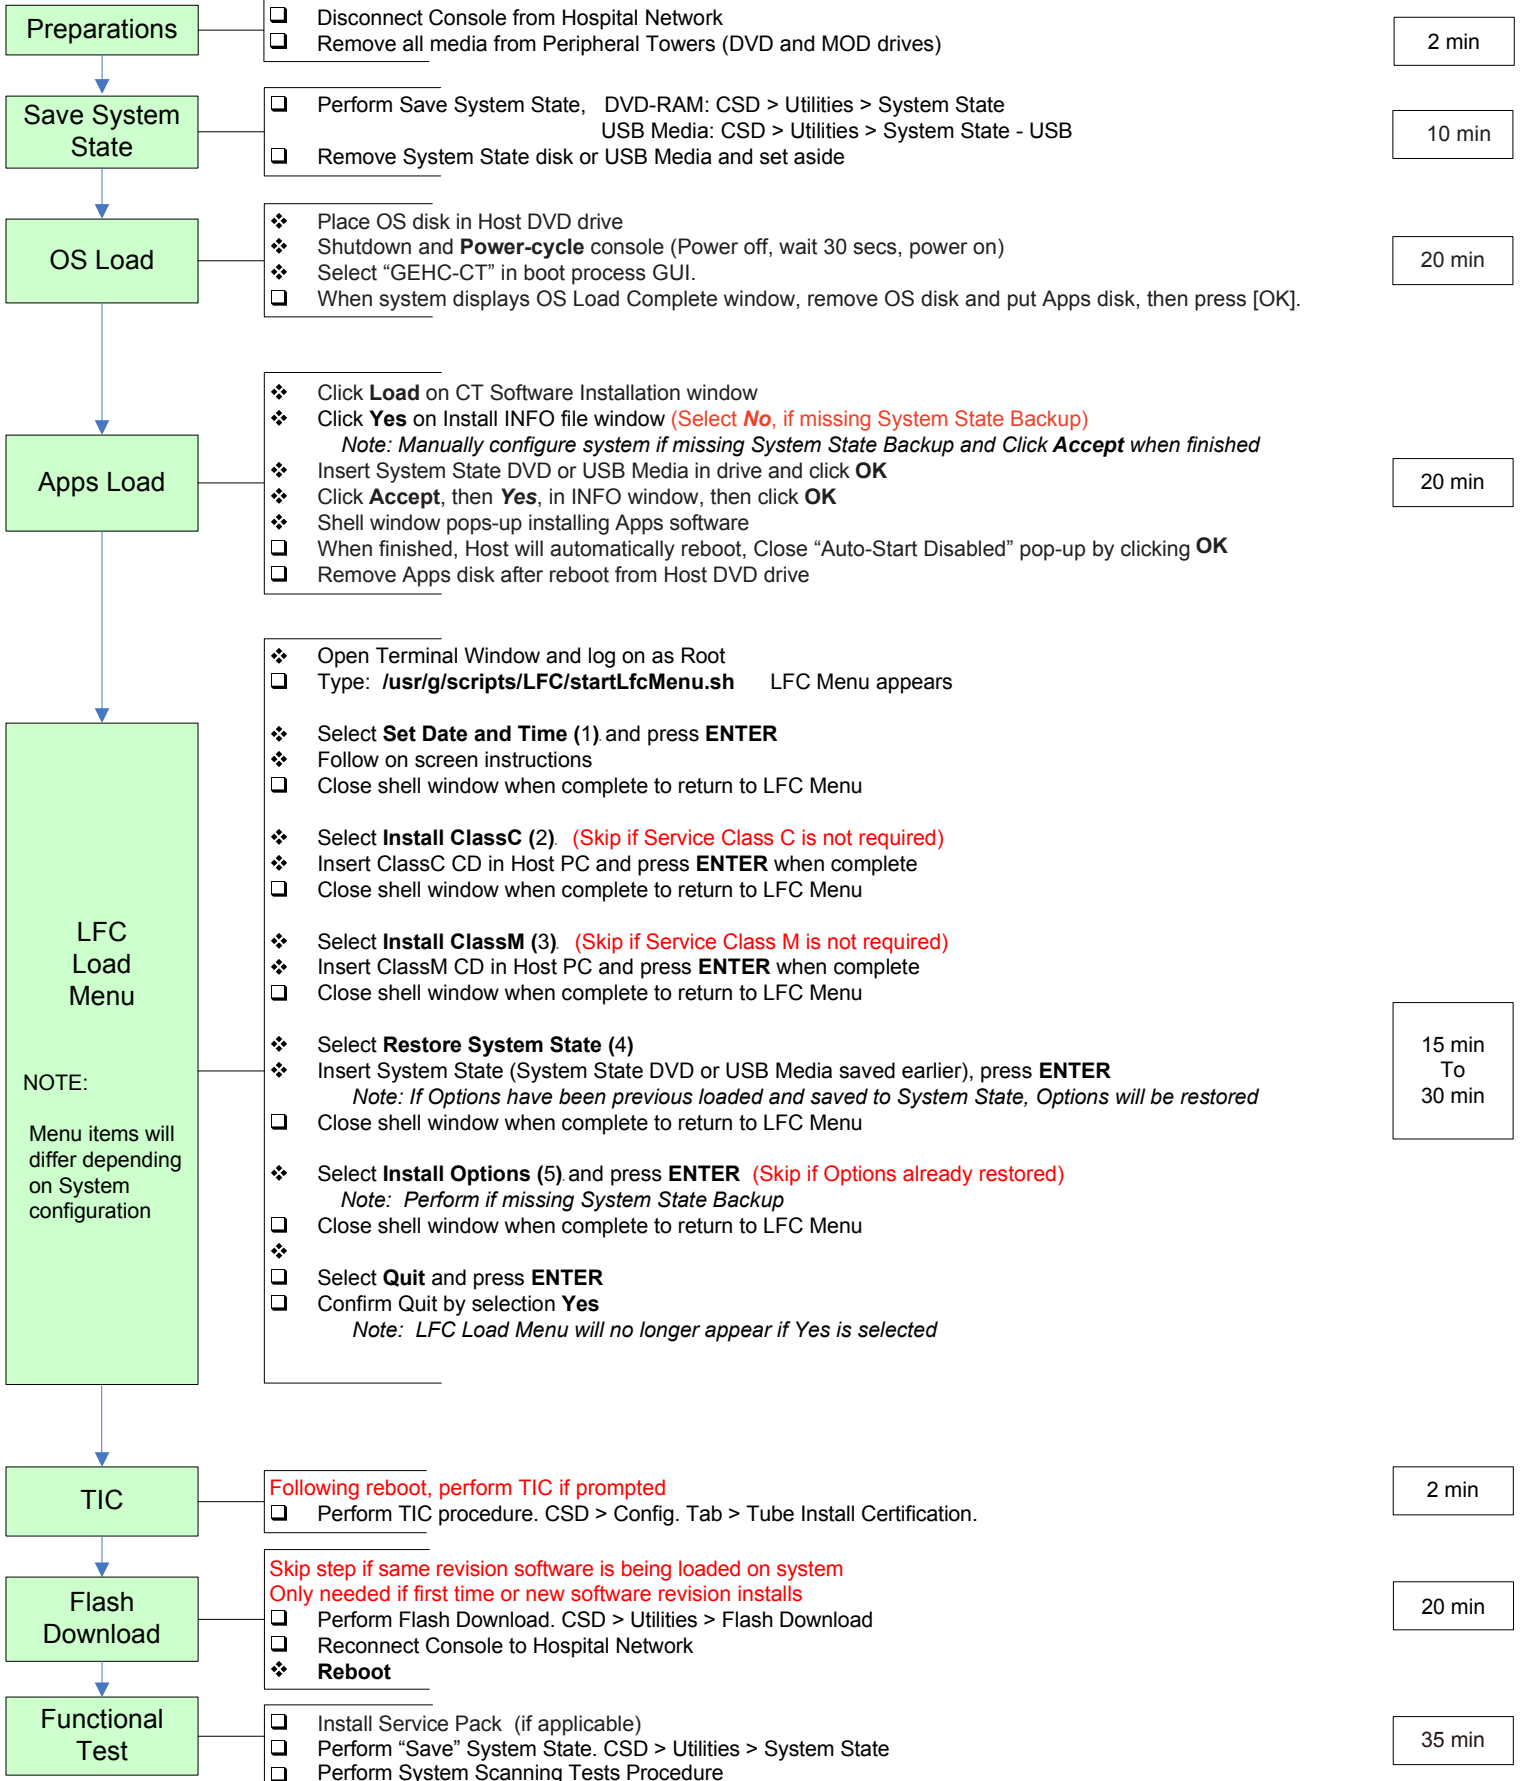 Preparations
Disconnect Console from Hospital Network
Remove all media from Peripheral Towers (DVD and MOD drives)
2 min
Save System
State
Perform Save System State, DVD-RAM: CSD > Utilities > System State
USB Media: CSD > Utilities > System State - USB
Remove System State disk or USB Media and set aside
10 min
OS Load
Place OS disk in Host DVD drive
Shutdown and Power-cycle console (Power off, wait 30 secs, power on)
Select “GEHC-CT” in boot process GUI.
When system displays OS Load Complete window, remove OS disk and put Apps disk, then press [OK].
20 min
Apps Load
Click Load on CT Software Installation window
Click Yes on Install INFO file window (Select No, if missing System State Backup)
Note: Manually configure system if missing System State Backup and Click Accept when finished
Insert System State DVD or USB Media in drive and click OK
Click Accept, then Yes, in INFO window, then click OK
Shell window pops-up installing Apps software
When finished, Host will automatically reboot, Close “Auto-Start Disabled” pop-up by clicking OK
Remove Apps disk after reboot from Host DVD drive
20 min
LFC
Load
Menu
NOTE:
Menu items will
differ depending
on System
configuration
Open Terminal Window and log on as Root
Type: /usr/g/scripts/LFC/startLfcMenu.sh LFC Menu appears
Select Set Date and Time (1). and press ENTER
Follow on screen instructions
Close shell window when complete to return to LFC Menu
Select Install ClassC (2). (Skip if Service Class C is not required)
Insert ClassC CD in Host PC and press ENTER when complete
Close shell window when complete to return to LFC Menu
Select Install ClassM (3). (Skip if Service Class M is not required)
Insert ClassM CD in Host PC and press ENTER when complete
Close shell window when complete to return to LFC Menu
Select Restore System State (4)
Insert System State (System State DVD or USB Media saved earlier), press ENTER
Note: If Options have been previous loaded and saved to System State, Options will be restored
Close shell window when complete to return to LFC Menu
Select Install Options (5). and press ENTER (Skip if Options already restored)
Note: Perform if missing System State Backup
Close shell window when complete to return to LFC Menu
Select Quit and press ENTER
Confirm Quit by selection Yes
Note: LFC Load Menu will no longer appear if Yes is selected
15 min
To
30 min
TIC
Following reboot, perform TIC if prompted
Perform TIC procedure. CSD > Config. Tab > Tube Install Certification.
2 min
Flash
Download
Skip step if same revision software is being loaded on system
Only needed if first time or new software revision installs
Perform Flash Download. CSD > Utilities > Flash Download
Reconnect Console to Hospital Network
Reboot
20 min
Functional
Test
Install Service Pack (if applicable)
Perform “Save” System State. CSD > Utilities > System State
Perform System Scanning Tests Procedure
35 min